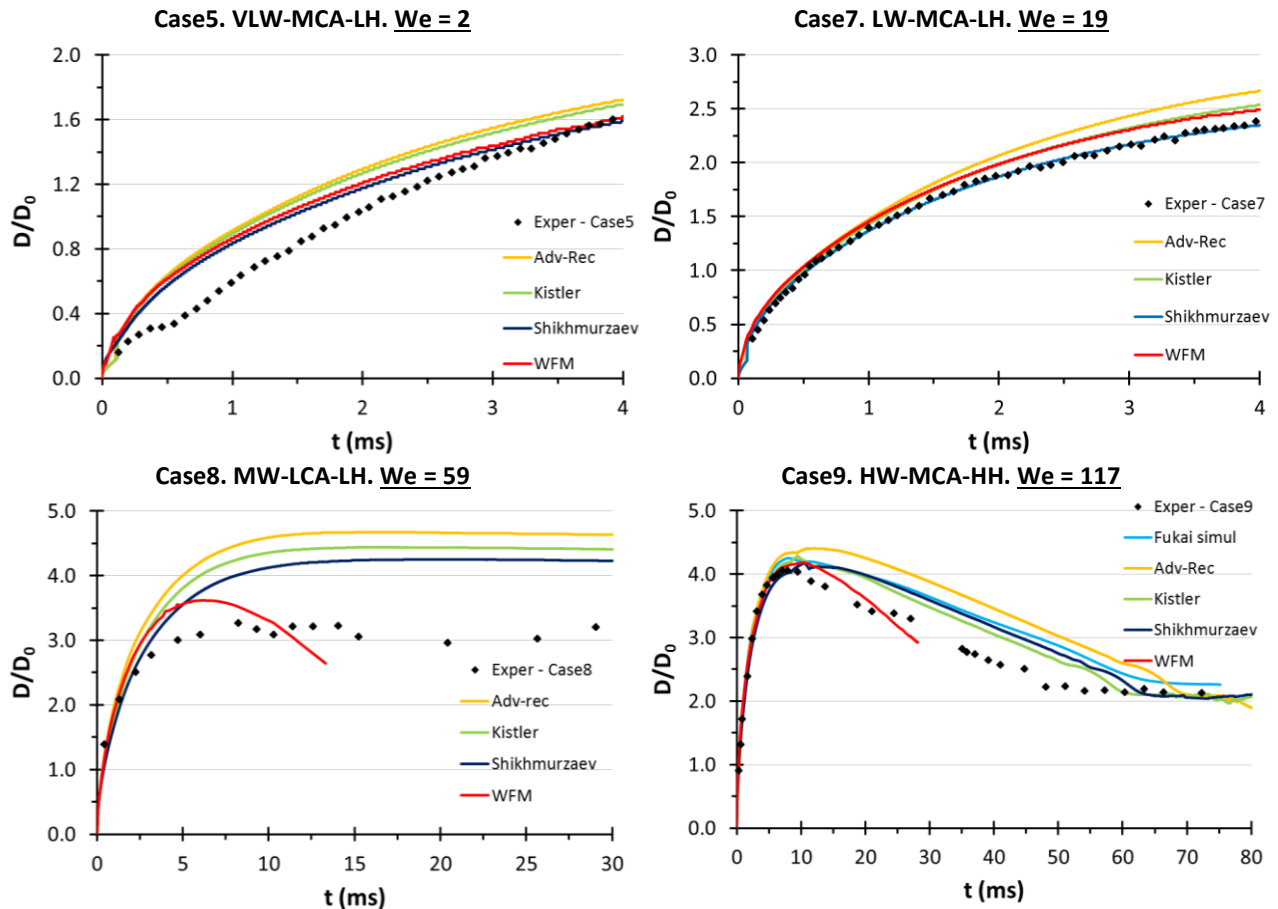 Case5. VLW-MCA-LH. We = 2
2.0
1.6
1.2
0.8
0.4
0.0
D/D0
Exper - Case5
Adv-Rec
Kistler
Shikhmurzaev
WFM
0 1 2 3 4
t (ms)
Case7. LW-MCA-LH. We = 19
3.0
2.5
2.0
1.5
1.0
0.5
0.0
D/D0
Exper - Case7
Adv-Rec
Kistler
Shikhmurzaev
WFM
0 1 2 3 4
t (ms)
Case8. MW-LCA-LH. We = 59
5.0
4.0
3.0
2.0
1.0
0.0
D/D0
Exper - Case8
Adv-rec
Kistler
Shikhmurzaev
WFM
0 5 10 15 20 25 30
t (ms)
Case9. HW-MCA-HH. We = 117
5.0
4.0
3.0
2.0
1.0
0.0
D/D0
Exper - Case9
Fukai simul
Adv-Rec
Kistler
Shikhmurzaev
WFM
0 10 20 30 40 50 60 70 80
t (ms)